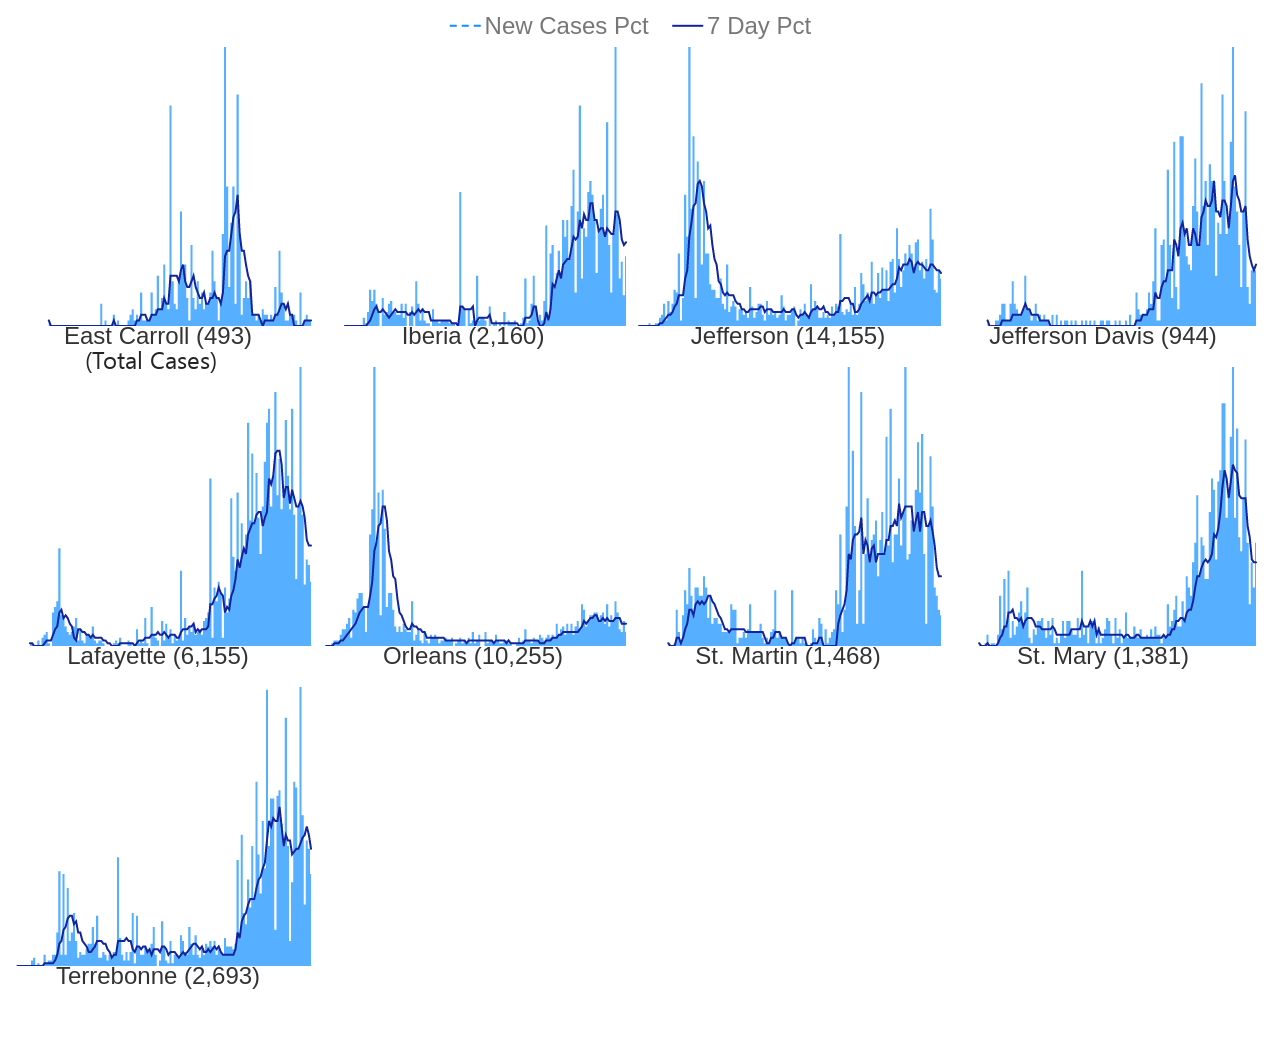 New Cases Pct 7 Day Pct
East Carroll (493) Iberia (2,160) Jefferson (14,155) Jefferson Davis (944)
(Total Cases)
Lafayette (6,155) Orleans (10,255) St. Martin (1,468) St. Mary (1,381)
Terrebonne (2,693)